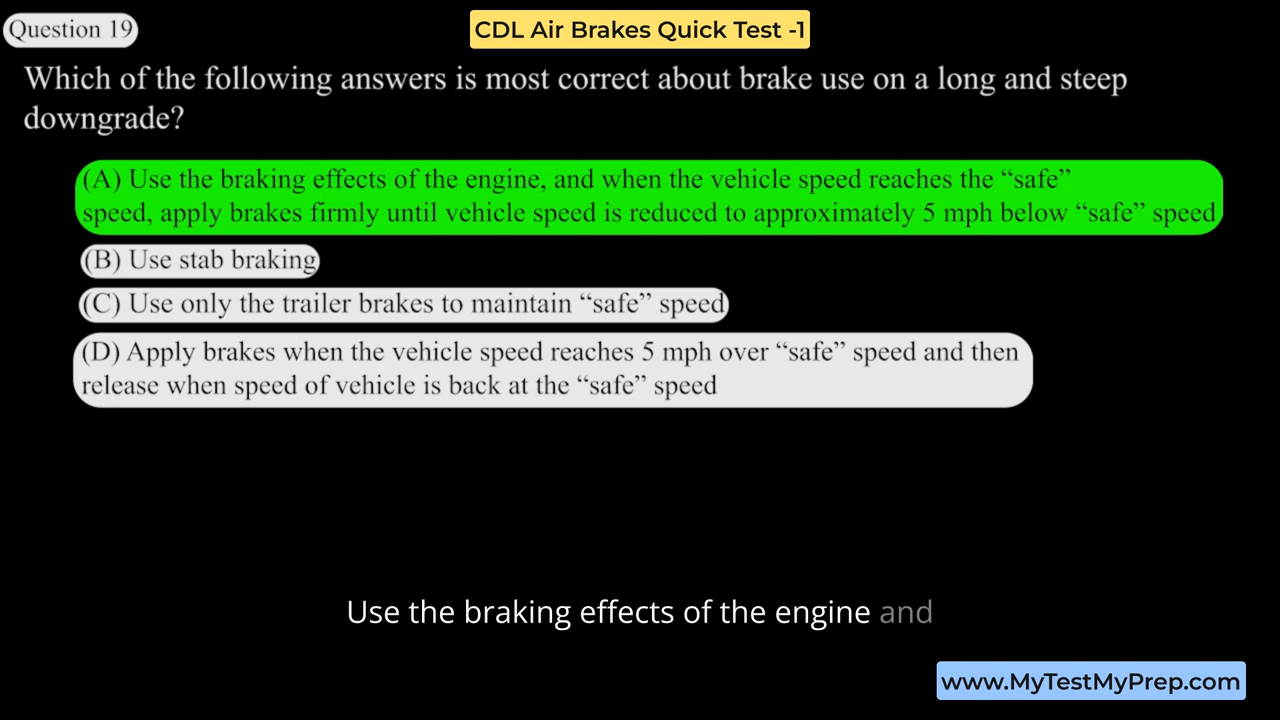 Question 19
CDL Air Brakes Quick Test -1
Which of the following answers is most correct about brake use on a long and steep
downgrade?
(A) Use the braking effects of the engine, and when the vehicle speed reaches the “safe”
speed, apply brakes firmly until vehicle speed is reduced to approximately 5 mph below “safe” speed
(B) Use stab braking
(C) Use only the trailer brakes to maintain “safe” speed
(D) Apply brakes when the vehicle speed reaches 5 mph over “safe” speed and then
release when speed of vehicle is back at the “safe” speed
Use the braking effects of the engine and
www.MyTestMyPrep.com